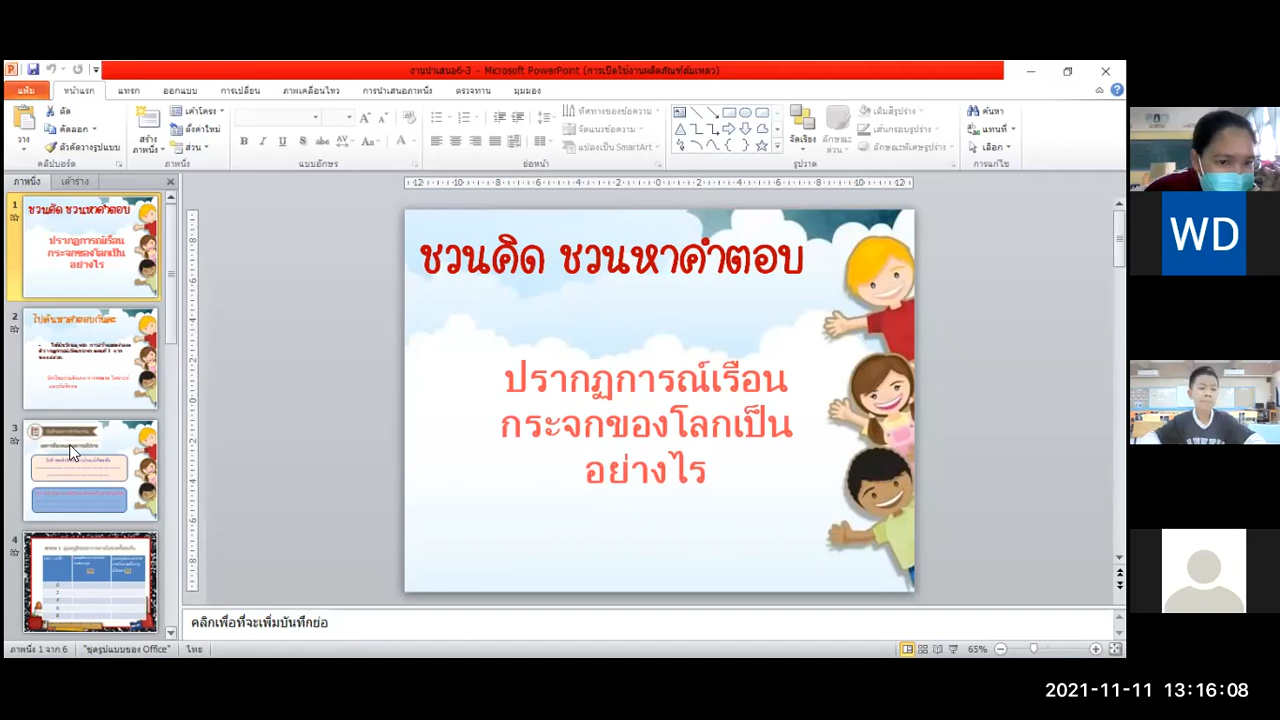 งานนำเสนอ6-3 - Microsoft PowerPoint (การเปิดใช้งานผลิตภัณฑ์ล้มเหลว)
แฟ้ม หน้าแรก แทรก ออกแบบ การเปลี่ยน ภาพเคลื่อนไหว การนำเสนอภาพนิ่ง ตรวจทาน มุมมอง
วาง
ตัด
คัดลอก
ตัวคัดวางรูปแบบ
คลิปบอร์ด
สร้าง
ภาพนิ่ง
เค้าโครง
ตั้งค่าใหม่
ส่วน
ภาพนิ่ง
แบบอักษร
ทิศทางของข้อความ
จัดแนวข้อความ
แปลงเป็น SmartArt
ย่อหน้า
จัดเรียง
ลักษณะ
ด่วน
เติมสีรูปร่าง
เส้นกรอบรูปร่าง
ลักษณะพิเศษรูปร่าง
รูปวาด
ค้นหา
แทนที่
เลือก
การแก้ไข
ภาพนิ่ง เค้าร่าง
1
ชวนคิด ชวนหาคำตอบ
ปรากฏการณ์เรือน
กระจกของโลกเป็น
อย่างไร
2
3
4
ชวนคิด ชวนหาคำตอบ
ปรากฏการณ์เรือน
กระจกของโลกเป็น
อย่างไร
คลิกเพื่อที่จะเพิ่มบันทึกย่อ
ภาพนิ่ง 1 จาก 6 "ชุดรูปแบบของ Office" ไทย 65%
WD
2021-11-11 13:16:08